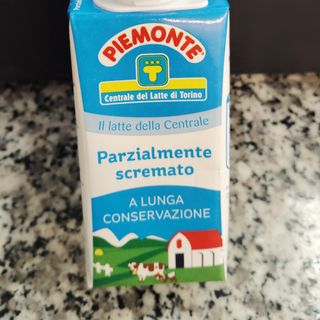 PIEMONTE
Centrale del Latte di Torino
Il latte della Centrale
Parzialmente
scremato
A LUNGA
CONSERVAZIONE